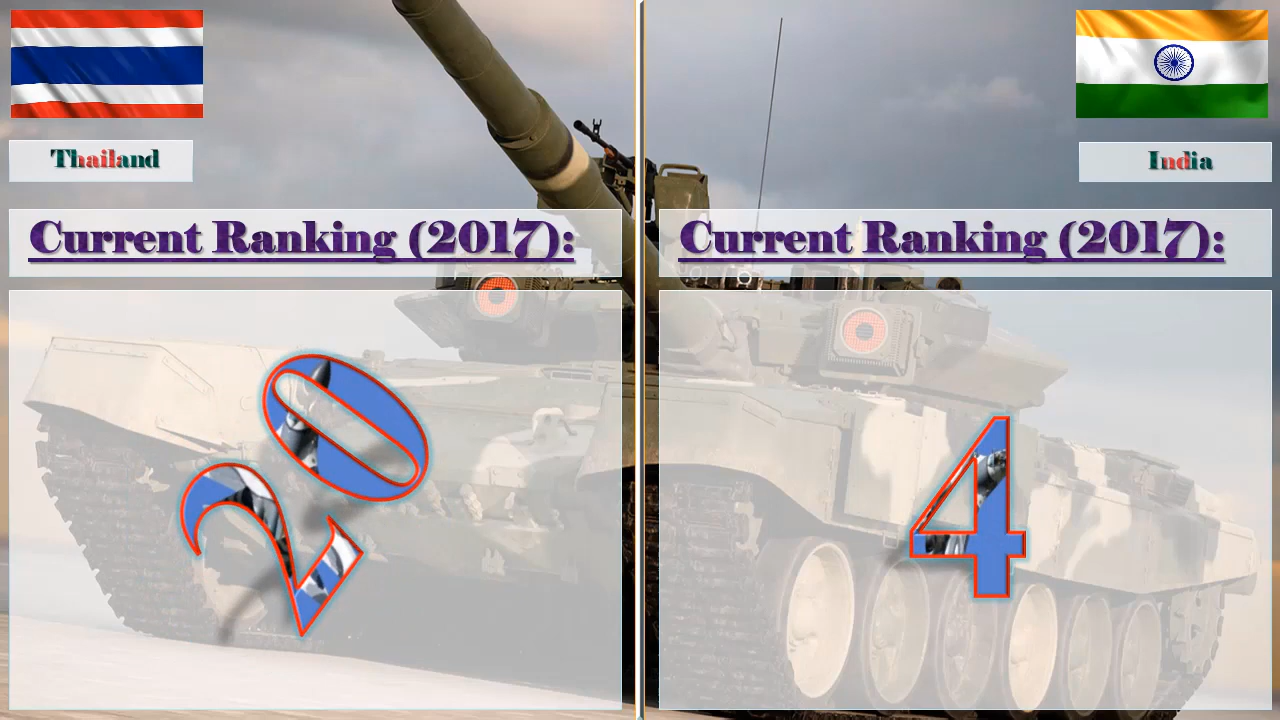 Thailand
Current Ranking (2017):
20
India
Current Ranking (2017):
4